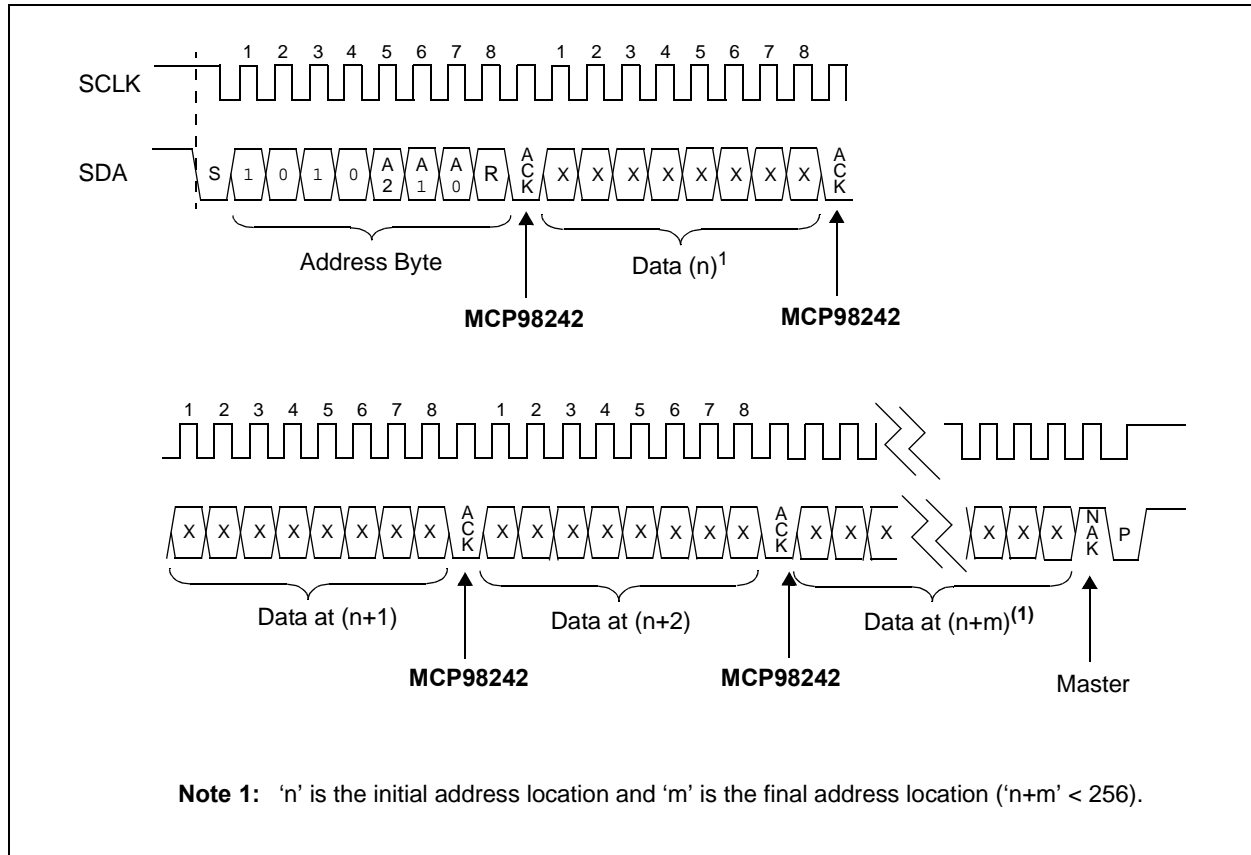 1 2 3 4 5 6 7 8 1 2 3 4 5 6 7 8
SCLK
SDA
S 1 0 1 0 A2 A1 A0 R ACK X X X X X X X X ACK
Address Byte
Data (n)1
MCP98242
MCP98242
1 2 3 4 5 6 7 8 1 2 3 4 5 6 7 8
X X X X X X X X ACK X X X X X X X X ACK X X X X X X NAK P
Data at (n+1)
Data at (n+2)
Data at (n+m)(1)
MCP98242
MCP98242
Master
Note 1: ‘n’ is the initial address location and ‘m’ is the final address location (‘n+m’ < 256).